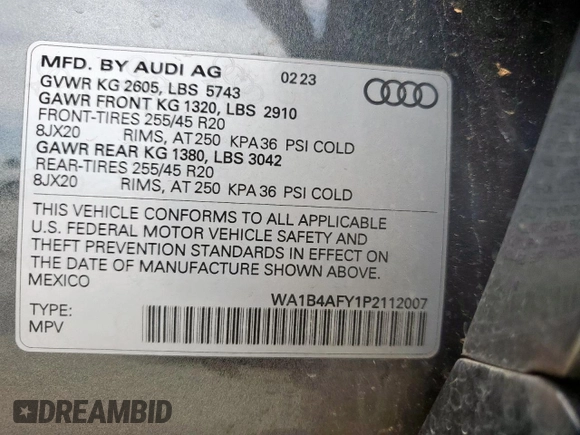 MFD. BY AUDI AG 02 23
GVWR KG 2605, LBS 5743
GAWR FRONT KG 1320, LBS 2910
FRONT-TIRES 255/45 R20
8JX20 RIMS, AT 250 KPA 36 PSI COLD
GAWR REAR KG 1380, LBS 3042
REAR-TIRES 255/45 R20
8JX20 RIMS, AT 250 KPA 36 PSI COLD
THIS VEHICLE CONFORMS TO ALL APPLICABLE
U.S. FEDERAL MOTOR VEHICLE SAFETY AND
THEFT PREVENTION STANDARDS IN EFFECT ON
THE DATE OF MANUFACTURE SHOWN ABOVE.
MEXICO
WA1B4AFY1P2112007
TYPE:
MPV
DREAMBID